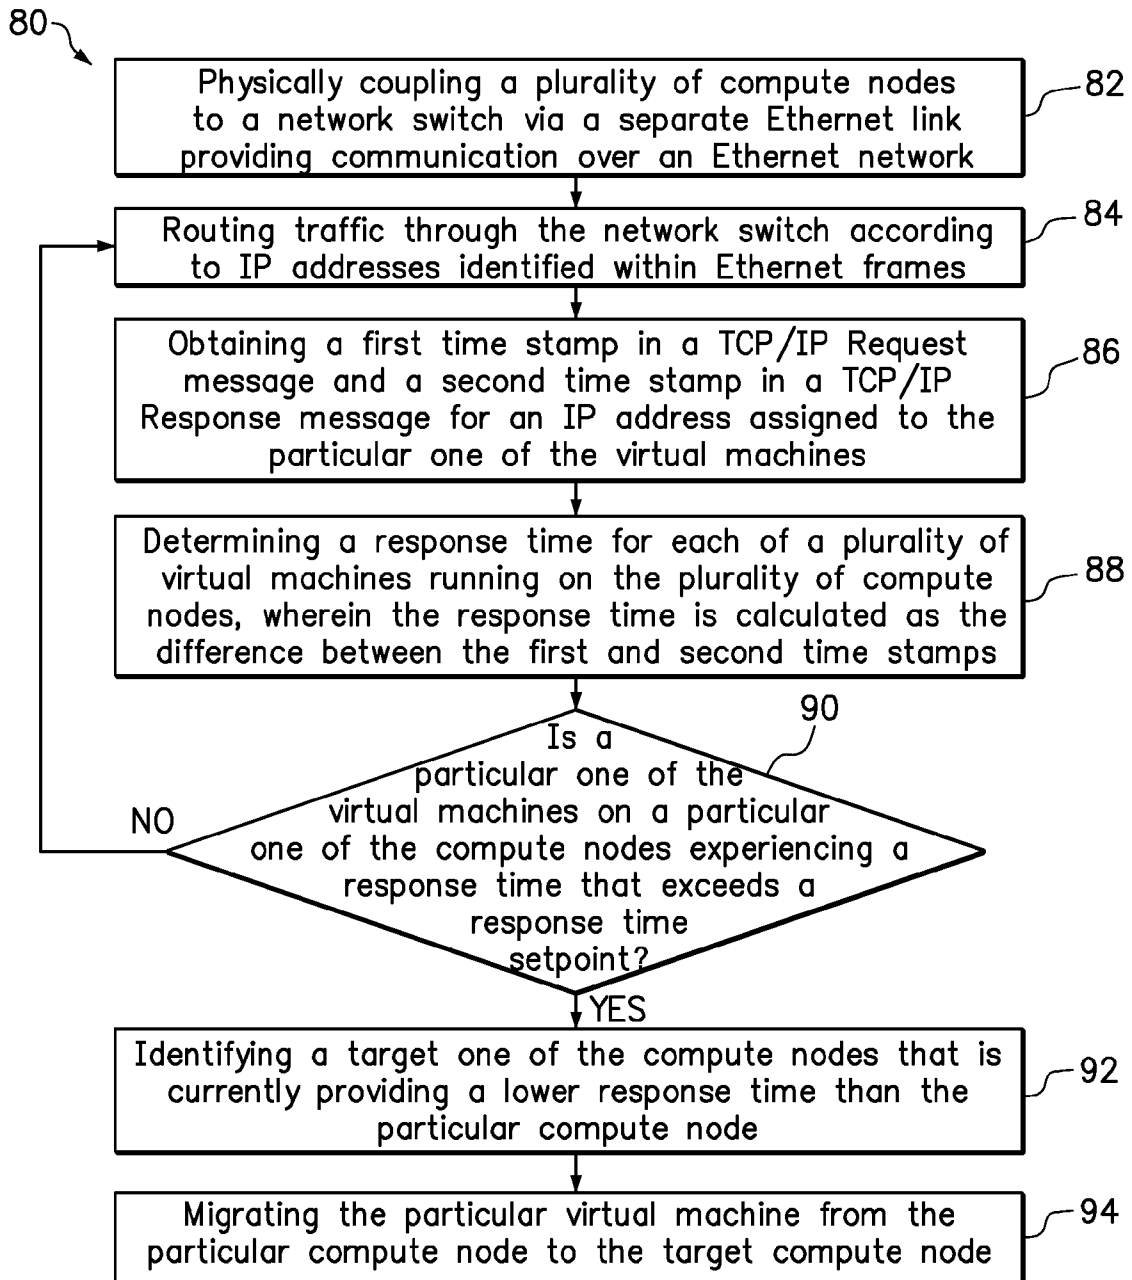 80
Physically coupling a plurality of compute nodes
to a network switch via a separate Ethernet link
providing communication over an Ethernet network
82
Routing traffic through the network switch according
to IP addresses identified within Ethernet frames
84
Obtaining a first time stamp in a TCP/IP Request
message and a second time stamp in a TCP/IP
Response message for an IP address assigned to the
particular one of the virtual machines
86
Determining a response time for each of a plurality of
virtual machines running on the plurality of compute
nodes, wherein the response time is calculated as the
difference between the first and second time stamps
88
90
Is a
particular one of the
virtual machines on a particular
one of the compute nodes experiencing a
response time that exceeds a
response time
setpoint?
NO
YES
Identifying a target one of the compute nodes that is
currently providing a lower response time than the
particular compute node
92
Migrating the particular virtual machine from the
particular compute node to the target compute node
94